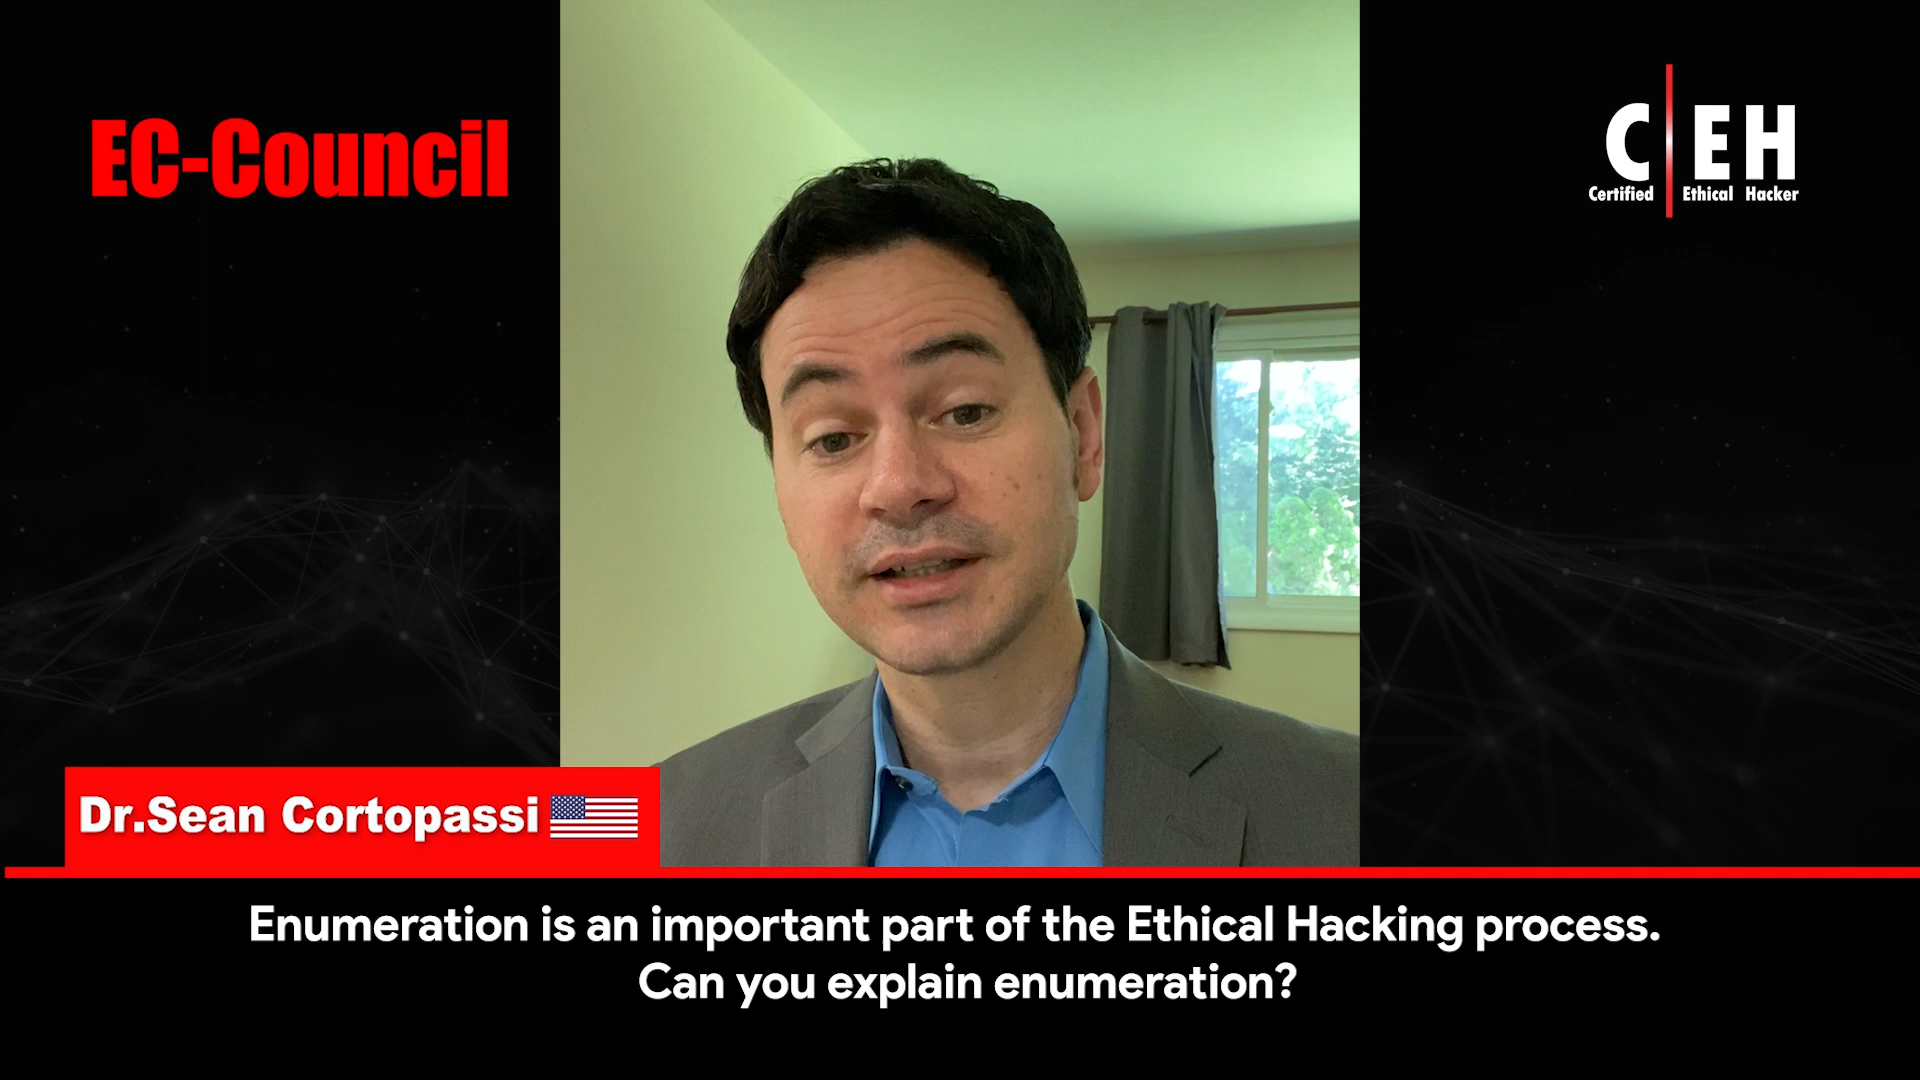 EC-Council
C EH
Certified Ethical Hacker
Dr.Sean Cortopassi
Enumeration is an important part of the Ethical Hacking process.
Can you explain enumeration?